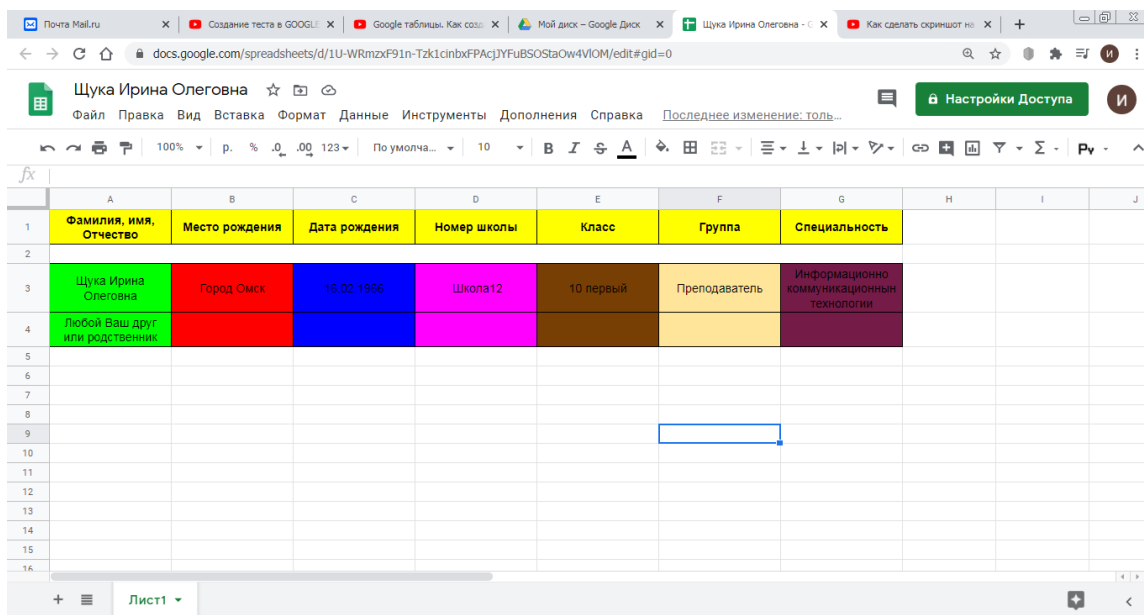 Почта Mail.ru
Создание теста в GOOGLE
Google таблицы. Как созд
Мой диск – Google Диск
Щука Ирина Олеговна - G
Как сделать скриншот на
docs.google.com/spreadsheets/d/1U-WRmzxF91n-Tzk1cinbxFPAcjJYFuBSOStaOw4VlOM/edit#gid=0
И
Щука Ирина Олеговна
Настройки Доступа
И
Файл Правка Вид Вставка Формат Данные Инструменты Дополнения Справка Последнее изменение: толь…
100% р. % .0 .00 123 По умолча... 10 B I S A Σ Ру
fx
A B C D E F G H I J
1 Фамилия, имя, Отчество Место рождения Дата рождения Номер школы Класс Группа Специальность
2
3 Щука Ирина Олеговна Город Омск 16.02.1966 Школа12 10 первый Преподаватель Информационно коммуникационных технологии
4 Любой Ваш друг или родственник
5
6
7
8
9
10
11
12
13
14
15
16
Лист1